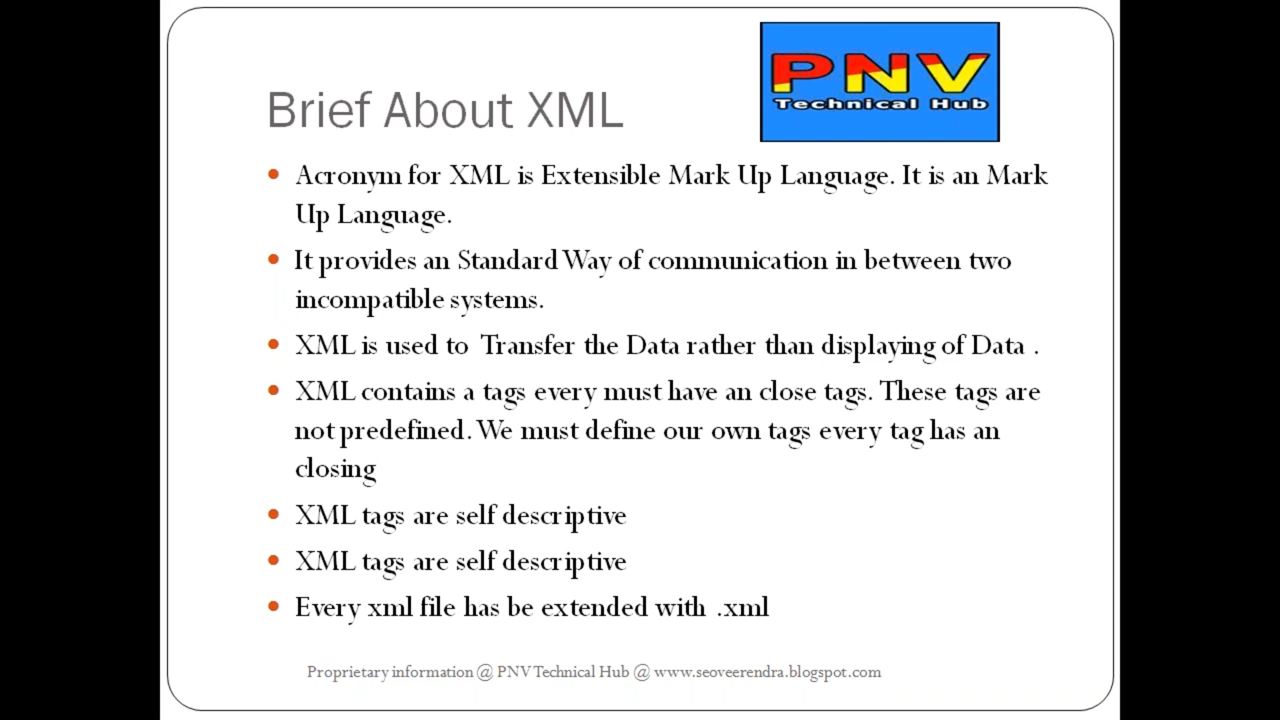 PNV
Technical Hub
Brief About XML
• Acronym for XML is Extensible Mark Up Language. It is an Mark
Up Language.
• It provides an Standard Way of communication in between two
incompatible systems.
• XML is used to Transfer the Data rather than displaying of Data .
• XML contains a tags every must have an close tags. These tags are
not predefined. We must define our own tags every tag has an
closing
• XML tags are self descriptive
• XML tags are self descriptive
• Every xml file has be extended with .xml
Proprietary information @ PNV Technical Hub @ www.seoveerendra.blogspot.com